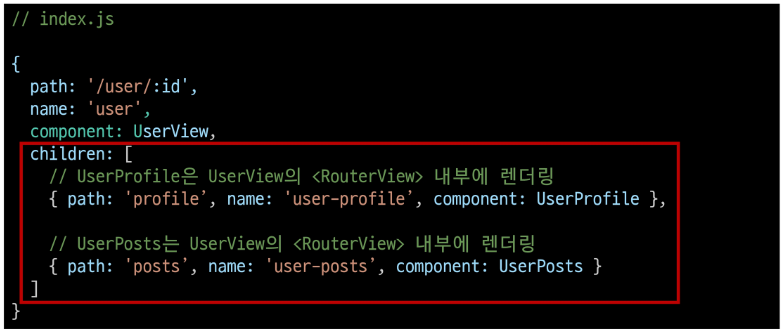 // index.js
{
path: '/user/:id',
name: 'user',
component: UserView,
children: [
// UserProfile은 UserView의 <RouterView> 내부에 렌더링
{ path: 'profile’, name: 'user-profile’, component: UserProfile },
// UserPosts는 UserView의 <RouterView> 내부에 렌더링
{ path: 'posts’, name: 'user-posts’, component: UserPosts }
]
}